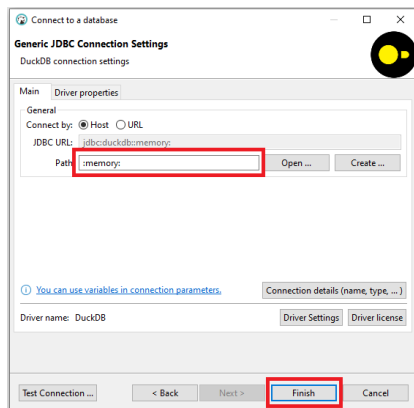 Connect to a database
Generic JDBC Connection Settings
DuckDB connection settings
Main Driver properties
General
Connect by: Host URL
JDBC URL: jdbc:duckdb::memory:
Path: :memory: Open ... Create ...
You can use variables in connection parameters. Connection details (name, type, ... )
Driver name: DuckDB Driver Settings Driver license
Test Connection ... < Back Next > Finish Cancel